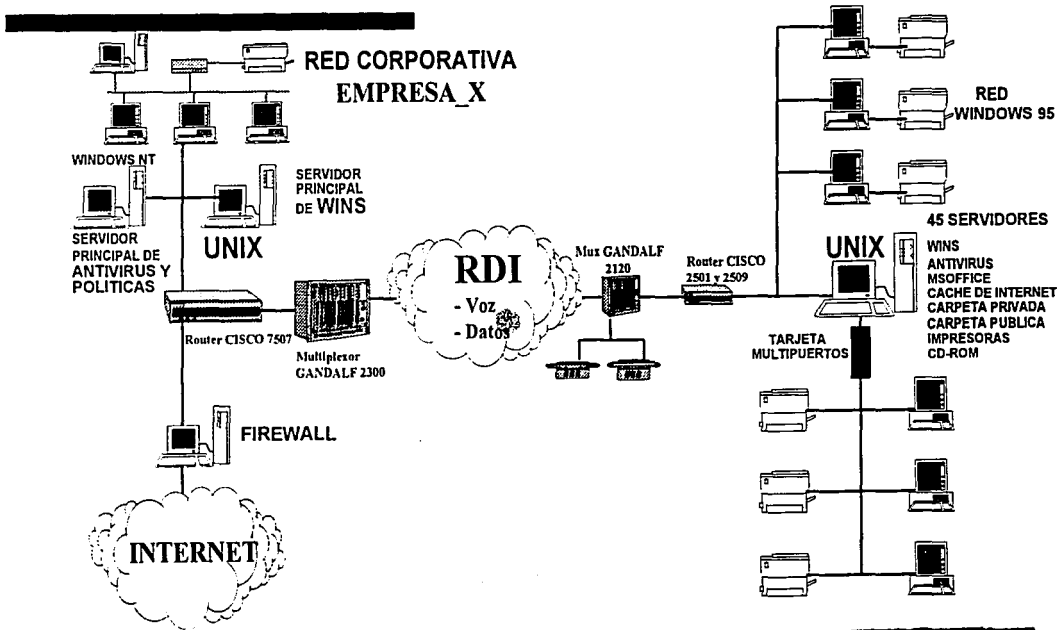 RED CORPORATIVA
EMPRESA_X
WINDOWS NT
SERVIDOR
PRINCIPAL
DE WINS
SERVIDOR
PRINCIPAL DE
ANTIVIRUS Y
POLITICAS
UNIX
Router CISCO 7507
Multiplexor
GANDALF 2300
FIREWALL
INTERNET
RDI
- Voz
- Datos
Mux GANDALF
2120
Router CISCO
2501 y 2509
RED
WINDOWS 95
45 SERVIDORES
UNIX
WINS
ANTIVIRUS
MSOFFICE
CACHE DE INTERNET
CARPETA PRIVADA
CARPETA PUBLICA
IMPRESORAS
CD-ROM
TARJETA
MULTIPUERTOS